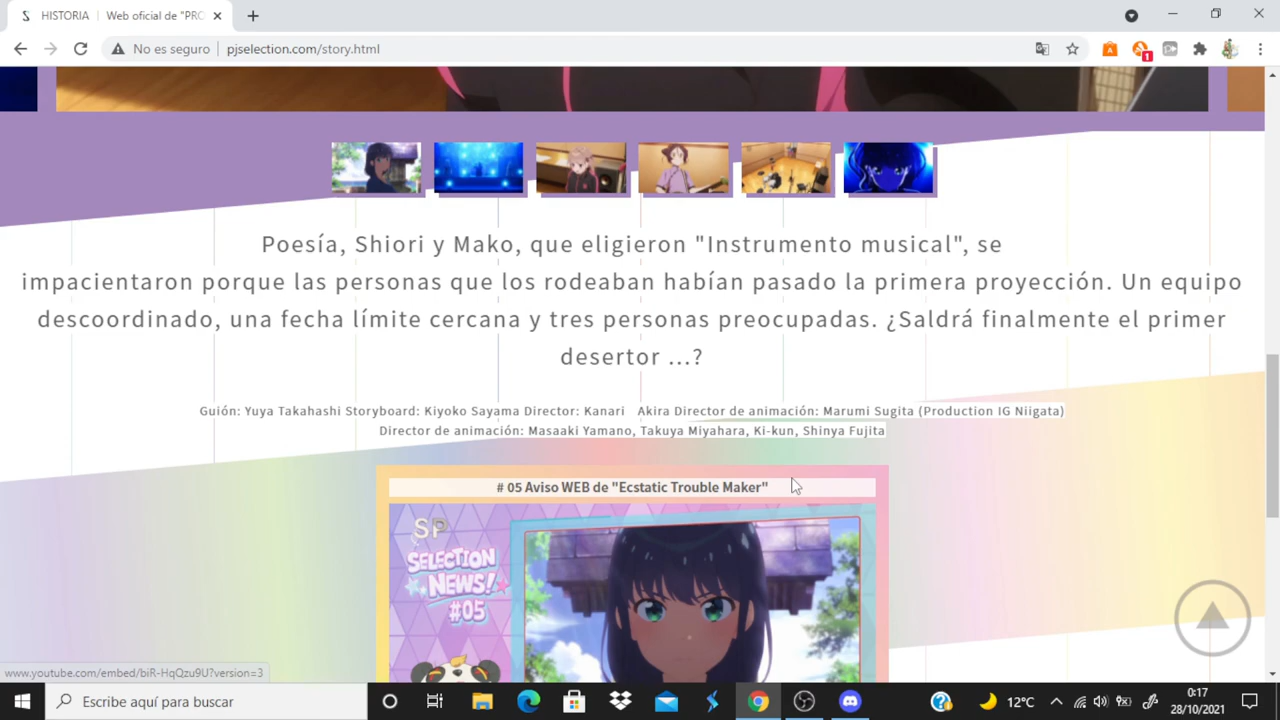 HISTORIA | Web oficial de "PRO
No es seguro | pjselection.com/story.html
1
Poesía, Shiori y Mako, que eligieron "Instrumento musical", se
impacientaron porque las personas que los rodeaban habían pasado la primera proyección. Un equipo
descoordinado, una fecha límite cercana y tres personas preocupadas. ¿Saldrá finalmente el primer
desertor ...?
Guión: Yuya Takahashi Storyboard: Kiyoko Sayama Director: Kanari Akira Director de animación: Marumi Sugita (Production IG Niigata)
Director de animación: Masaaki Yamano, Takuya Miyahara, Ki-kun, Shinya Fujita
# 05 Aviso WEB de "Ecstatic Trouble Maker"
SP
SELECTION
NEWS!
#05
www.youtube.com/embed/biR-HqQzu9U?version=3
Escribe aquí para buscar
12°C
0:17
28/10/2021